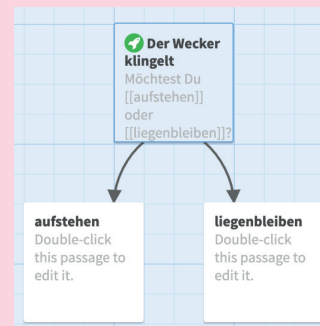 Der Wecker
klingelt
Möchtest Du
[[aufstehen]]
oder
[[liegenbleiben]]?
aufstehen
Double-click
this passage to
edit it.
liegenbleiben
Double-click
this passage to
edit it.